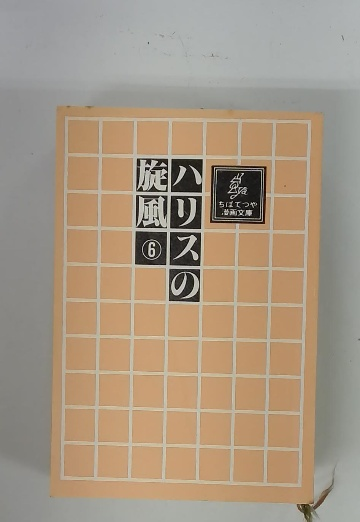 ハリスの
旋風
⑥
ちばてつや
漫画文庫